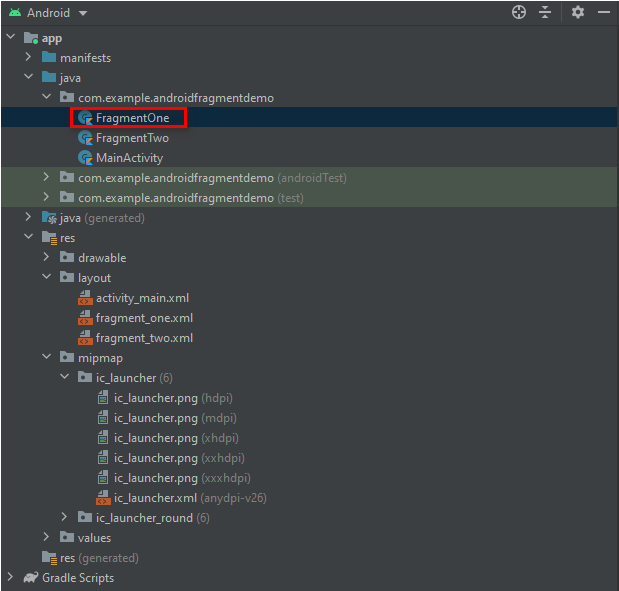 Android
app
manifests
java
com.example.androidfragmentdemo
FragmentOne
FragmentTwo
MainActivity
com.example.androidfragmentdemo (androidTest)
com.example.androidfragmentdemo (test)
java (generated)
res
drawable
layout
activity_main.xml
fragment_one.xml
fragment_two.xml
mipmap
ic_launcher (6)
ic_launcher.png (hdpi)
ic_launcher.png (mdpi)
ic_launcher.png (xhdpi)
ic_launcher.png (xxhdpi)
ic_launcher.png (xxxhdpi)
ic_launcher.xml (anydpi-v26)
ic_launcher_round (6)
values
res (generated)
Gradle Scripts